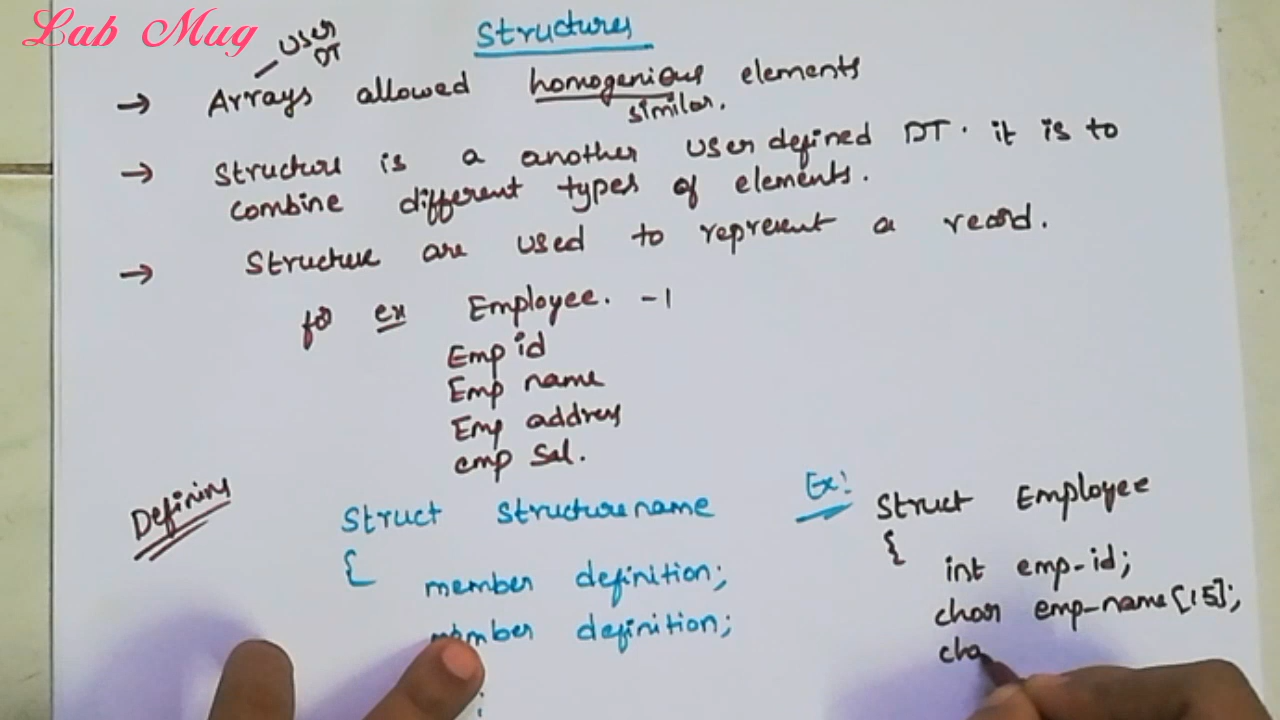 Lab Mug
Structures
User
DT
→ Arrays allowed homogenious elements
similar.
→ Structure is a another user defined DT. it is to
combine different types of elements.
→ Structure are used to represent a record.
for ex Employee. -1
Emp id
Emp name
Emp address
emp Sal.
Defining
Struct Structurename
{
member definition;
member definition;
;
Ex:
Struct Employee
{
int emp-id;
char emp-name[15];
cha